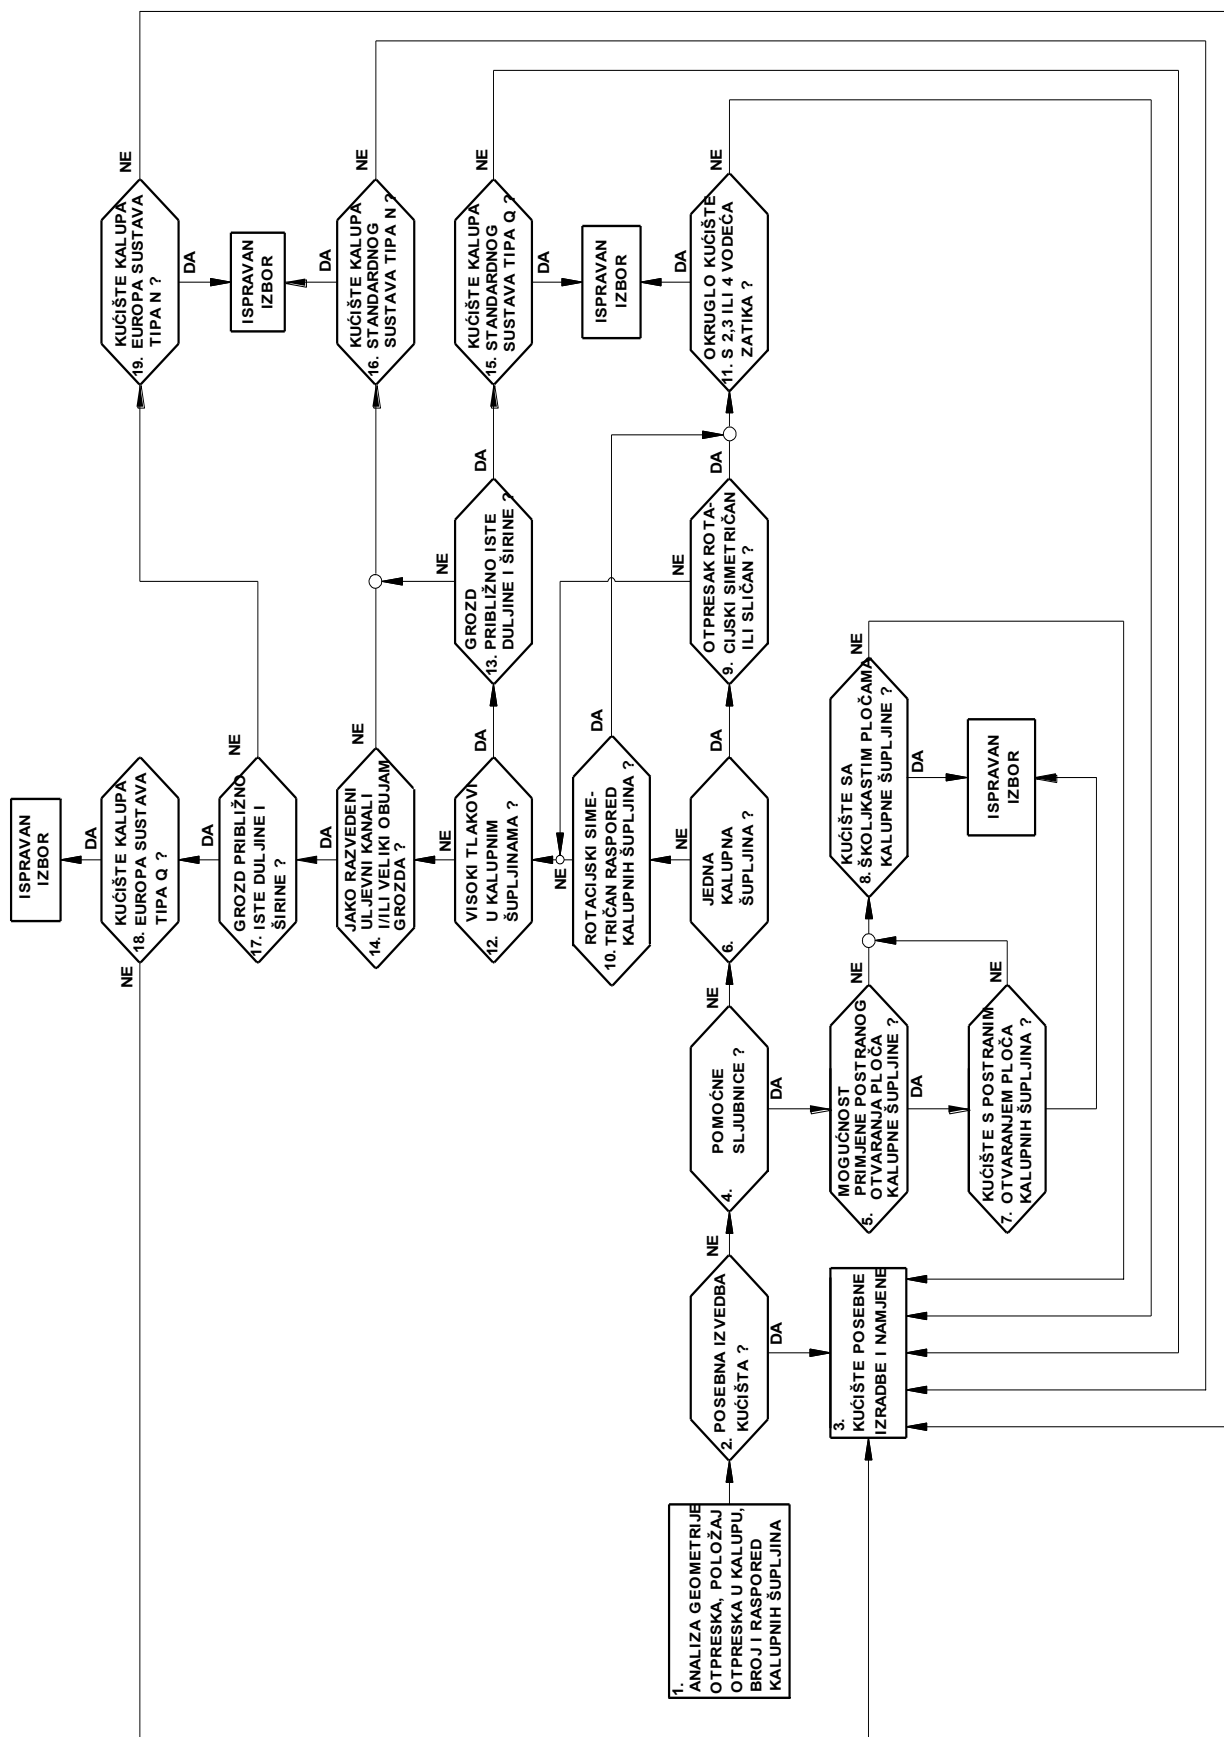 1.
ANALIZA GEOMETRIJE
OTPRESKA, POLOŽAJ
OTPRESKA U KALUPU,
BROJ I RASPORED
KALUPNIH ŠUPLJINA
2. POSEBNA IZVEDBA
KUĆIŠTA ?
NE
DA
3.
KUĆIŠTE POSEBNE
IZRADBE I NAMJENE
4.
POMOĆNE
SLJUBNICE ?
NE
DA
MOGUĆNOST
PRIMJENE POSTRANOG
5. OTVARANJA PLOČA
KALUPNE ŠUPLJINE ?
NE
DA
6.
JEDNA
KALUPNA
ŠUPLJINA ?
NE
DA
KUĆIŠTE S POSTRANIM
7. OTVARANJEM PLOČA
KALUPNIH ŠUPLJINA ?
NE
KUĆIŠTE SA
8. ŠKOLJKASTIM PLOČAMA
KALUPNE ŠUPLJINE ?
NE
DA
ISPRAVAN
IZBOR
OTPRESAK ROTA-
9. CIJSKI SIMETRIČAN
ILI SLIČAN ?
NE
DA
ROTACIJSKI SIME-
10. TRIČAN RASPORED
KALUPNIH ŠUPLJINA ?
NE
DA
OKRUGLO KUĆIŠTE
11. S 2,3 ILI 4 VODEĆA
ZATIKA ?
NE
DA
ISPRAVAN
IZBOR
VISOKI TLAKOVI
12. U KALUPNIM
ŠUPLJINAMA ?
NE
DA
GROZD
13. PRIBLIŽNO ISTE
DULJINE I ŠIRINE ?
NE
DA
JAKO RAZVEDENI
14. ULJEVNI KANALI
I/ILI VELIKI OBUJAM
GROZDA ?
NE
DA
KUĆIŠTE KALUPA
15. STANDARDNOG
SUSTAVA TIPA Q ?
NE
DA
KUĆIŠTE KALUPA
16. STANDARDNOG
SUSTAVA TIPA N ?
NE
DA
ISPRAVAN
IZBOR
GROZD PRIBLIŽNO
17. ISTE DULJINE I
ŠIRINE ?
NE
DA
KUĆIŠTE KALUPA
18. EUROPA SUSTAVA
TIPA Q ?
NE
DA
ISPRAVAN
IZBOR
KUĆIŠTE KALUPA
19. EUROPA SUSTAVA
TIPA N ?
NE
DA